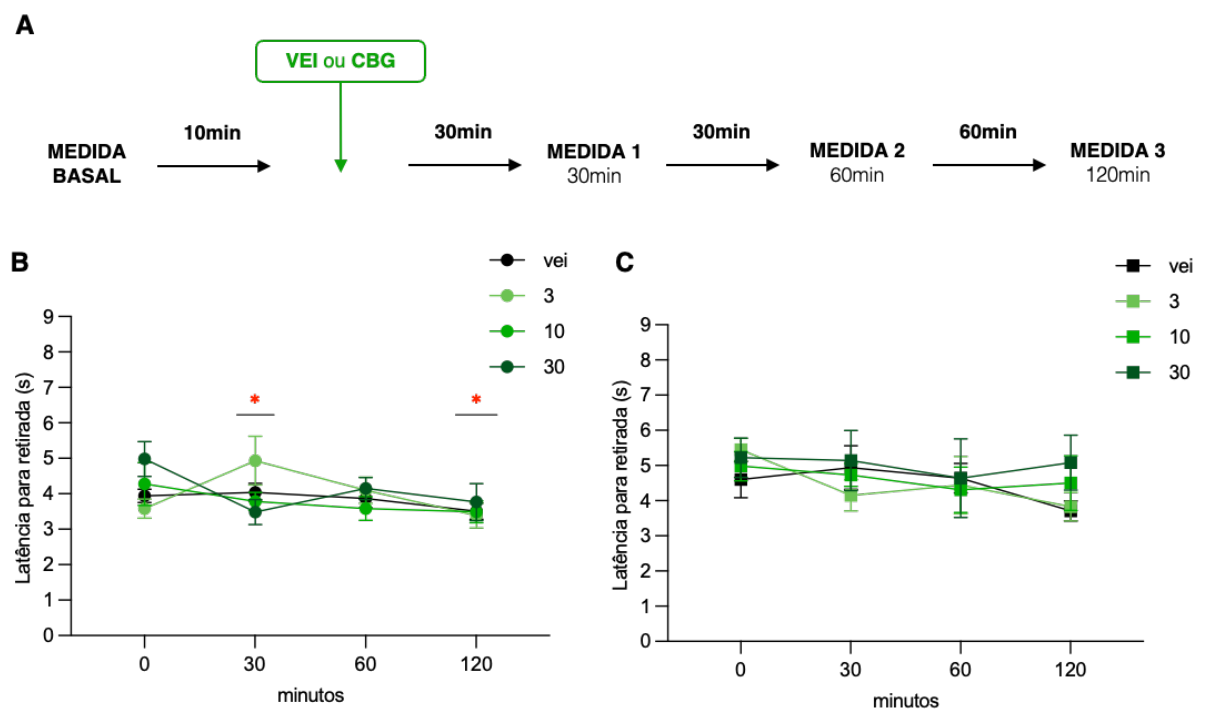 A
VEI ou CBG
10min
30min
30min
60min
MEDIDA
BASAL
MEDIDA 1
30min
MEDIDA 2
60min
MEDIDA 3
120min
B
vei
3
10
30
9
8
7
6
5
4
3
2
1
0
Latência para retirada (s)
* *
0 30 60 120
minutos
C
vei
3
10
30
9
8
7
6
5
4
3
2
1
0
Latência para retirada (s)
0 30 60 120
minutos